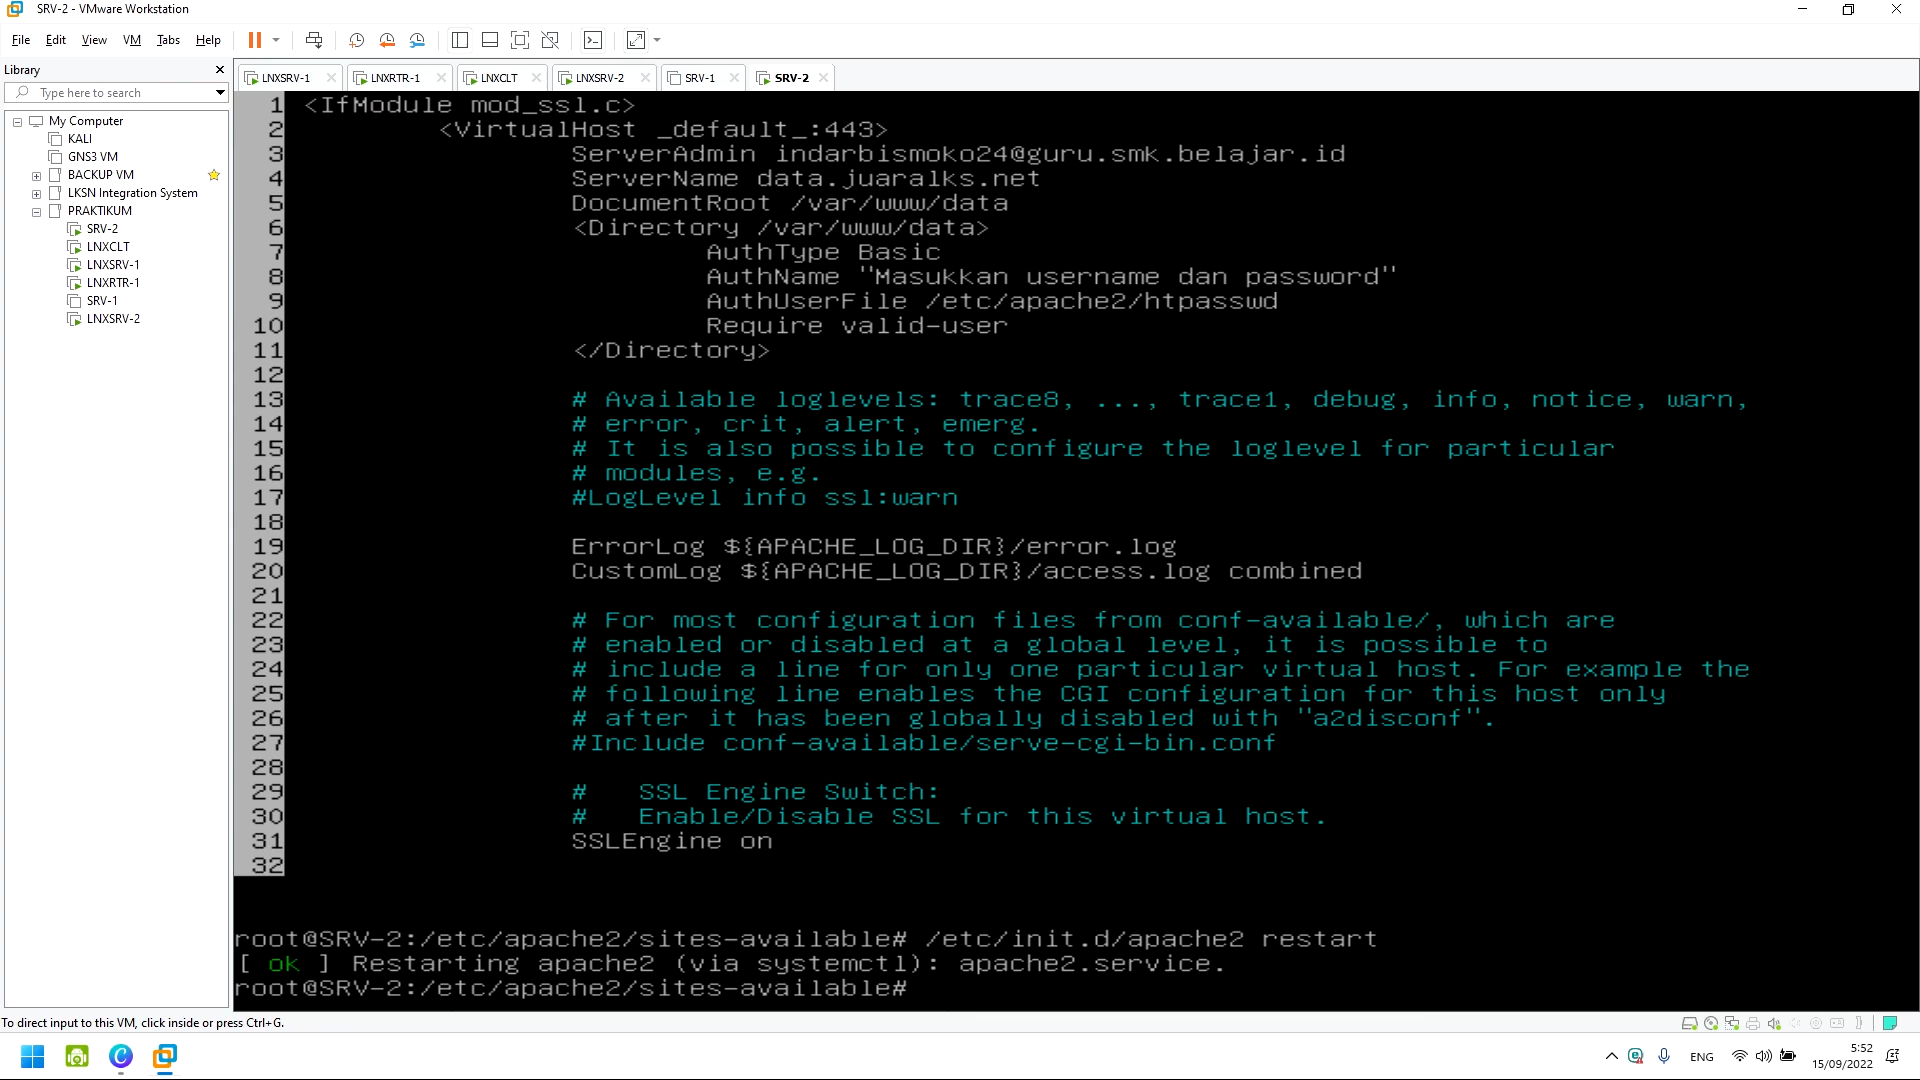 SRV-2 - VMware Workstation
File Edit View VM Tabs Help
Library
Type here to search
My Computer
KALI
GNS3 VM
BACKUP VM
LKSN Integration System
PRAKTIKUM
SRV-2
LNXCLT
LNXSRV-1
LNXRTR-1
SRV-1
LNXSRV-2
LNXSRV-1 LNXRTR-1 LNXCLT LNXSRV-2 SRV-1 SRV-2
1 <IfModule mod_ssl.c>
2 <VirtualHost _default_:443>
3 ServerAdmin indarbismoko24@guru.smk.belajar.id
4 ServerName data.juaralks.net
5 DocumentRoot /var/www/data
6 <Directory /var/www/data>
7 AuthType Basic
8 AuthName "Masukkan username dan password"
9 AuthUserFile /etc/apache2/htpasswd
10 Require valid-user
11 </Directory>
12
13 # Available loglevels: trace8, ..., trace1, debug, info, notice, warn,
14 # error, crit, alert, emerg.
15 # It is also possible to configure the loglevel for particular
16 # modules, e.g.
17 #LogLevel info ssl:warn
18
19 ErrorLog ${APACHE_LOG_DIR}/error.log
20 CustomLog ${APACHE_LOG_DIR}/access.log combined
21
22 # For most configuration files from conf-available/, which are
23 # enabled or disabled at a global level, it is possible to
24 # include a line for only one particular virtual host. For example the
25 # following line enables the CGI configuration for this host only
26 # after it has been globally disabled with "a2disconf".
27 #Include conf-available/serve-cgi-bin.conf
28
29 # SSL Engine Switch:
30 # Enable/Disable SSL for this virtual host.
31 SSLEngine on
32
root@SRV-2:/etc/apache2/sites-available# /etc/init.d/apache2 restart
[ ok ] Restarting apache2 (via systemctl): apache2.service.
root@SRV-2:/etc/apache2/sites-available#
To direct input to this VM, click inside or press Ctrl+G.
ENG
5:52
15/09/2022